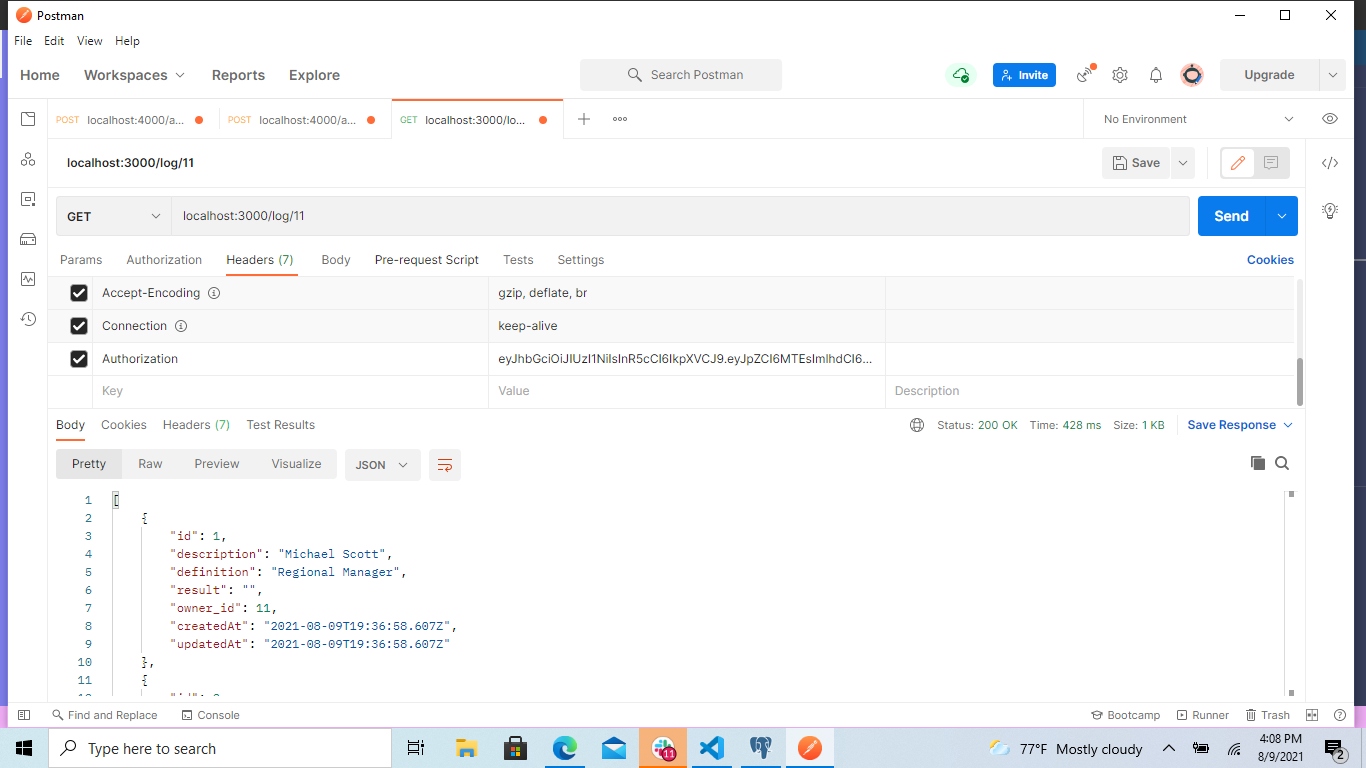 Postman
File Edit View Help
Home Workspaces Reports Explore Search Postman Invite Upgrade
POST localhost:4000/a... POST localhost:4000/a... GET localhost:3000/lo... No Environment
localhost:3000/log/11 Save
GET localhost:3000/log/11 Send
Params Authorization Headers (7) Body Pre-request Script Tests Settings Cookies
Accept-Encoding gzip, deflate, br
Connection keep-alive
Authorization eyJhbGciOiJIUzI1NiIsInR5cCI6IkpXVCJ9.eyJpZCI6MTEsImlhdCI6...
Key Value Description
Body Cookies Headers (7) Test Results Status: 200 OK Time: 428 ms Size: 1 KB Save Response
Pretty Raw Preview Visualize JSON
1 [
2 {
3 "id": 1,
4 "description": "Michael Scott",
5 "definition": "Regional Manager",
6 "result": "",
7 "owner_id": 11,
8 "createdAt": "2021-08-09T19:36:58.607Z",
9 "updatedAt": "2021-08-09T19:36:58.607Z"
10 },
11 {
Find and Replace Console Bootcamp Runner Trash
Type here to search 11 77°F Mostly cloudy 4:08 PM
8/9/2021 2